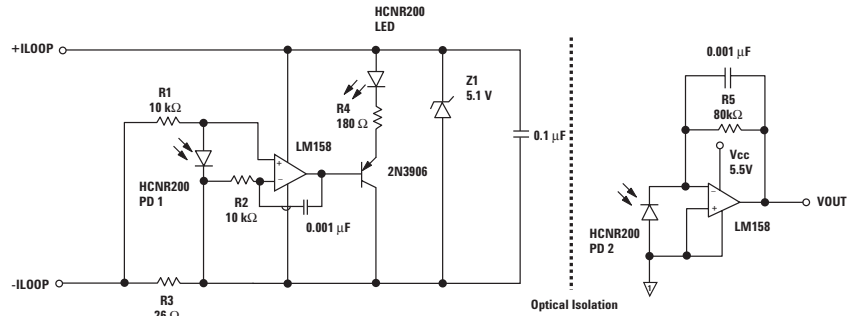 HCNR200
LED
+ILOOP
R1
10 kΩ
R4
180 Ω
Z1
5.1 V
0.1 µF
LM158
2N3906
HCNR200
PD 1
R2
10 kΩ
0.001 µF
-ILOOP
R3
26 Ω
Optical Isolation
0.001 µF
R5
80kΩ
Vcc
5.5V
VOUT
LM158
HCNR200
PD 2
1